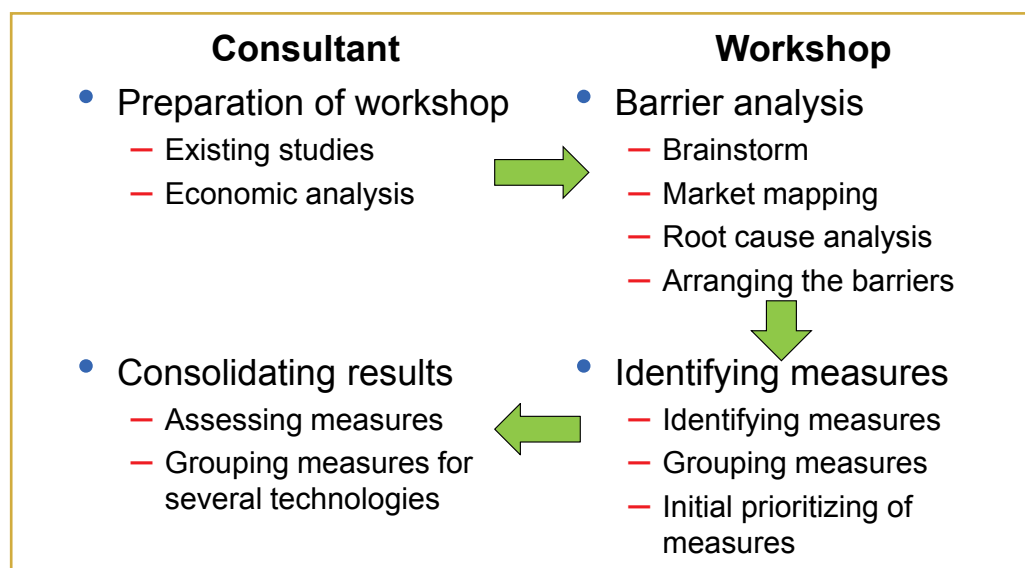 Consultant
• Preparation of workshop
– Existing studies
– Economic analysis
Workshop
• Barrier analysis
– Brainstorm
– Market mapping
– Root cause analysis
– Arranging the barriers
• Identifying measures
– Identifying measures
– Grouping measures
– Initial prioritizing of
measures
• Consolidating results
– Assessing measures
– Grouping measures for
several technologies